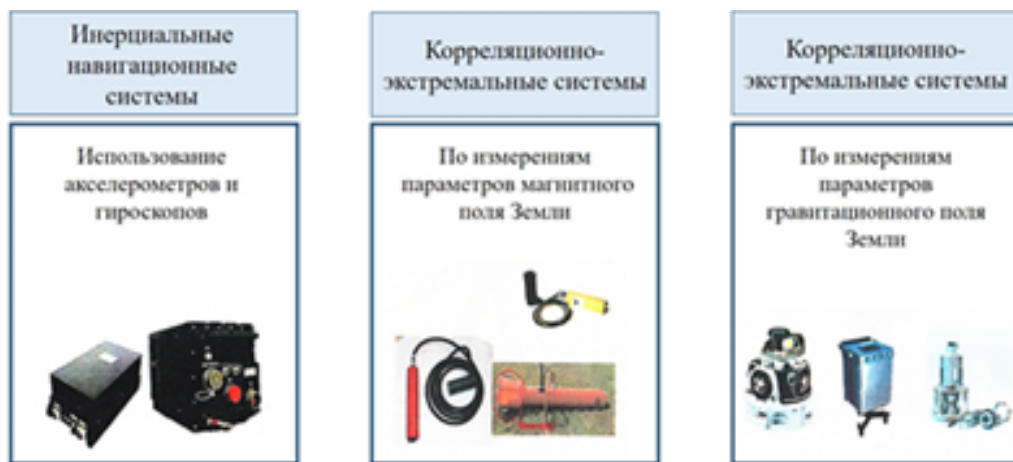 Инерциальные
навигационные
системы
Использование
акселерометров и
гироскопов
Корреляционно-
экстремальные системы
По измерениям
параметров магнитного
поля Земли
Корреляционно-
экстремальные системы
По измерениям
параметров
гравитационного поля
Земли